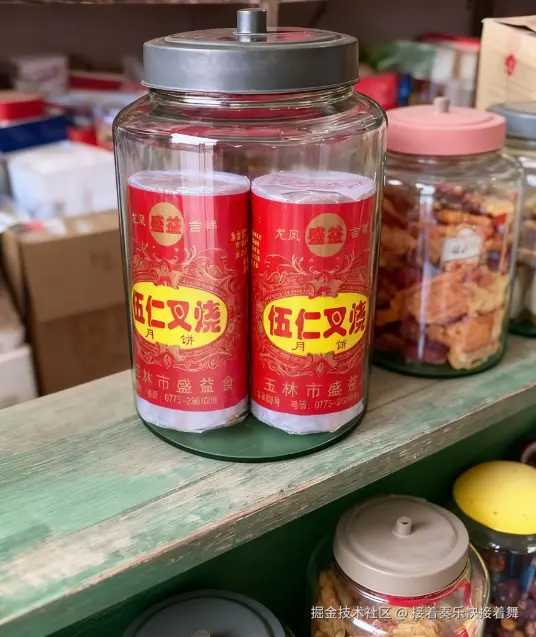 龙凤 盛益 吉祥
伍仁叉烧
月饼
玉林市盛益食
龙凤 盛益 吉祥
伍仁叉烧
月饼
玉林市盛益
掘金技术社区 @ 接着奏乐接着舞